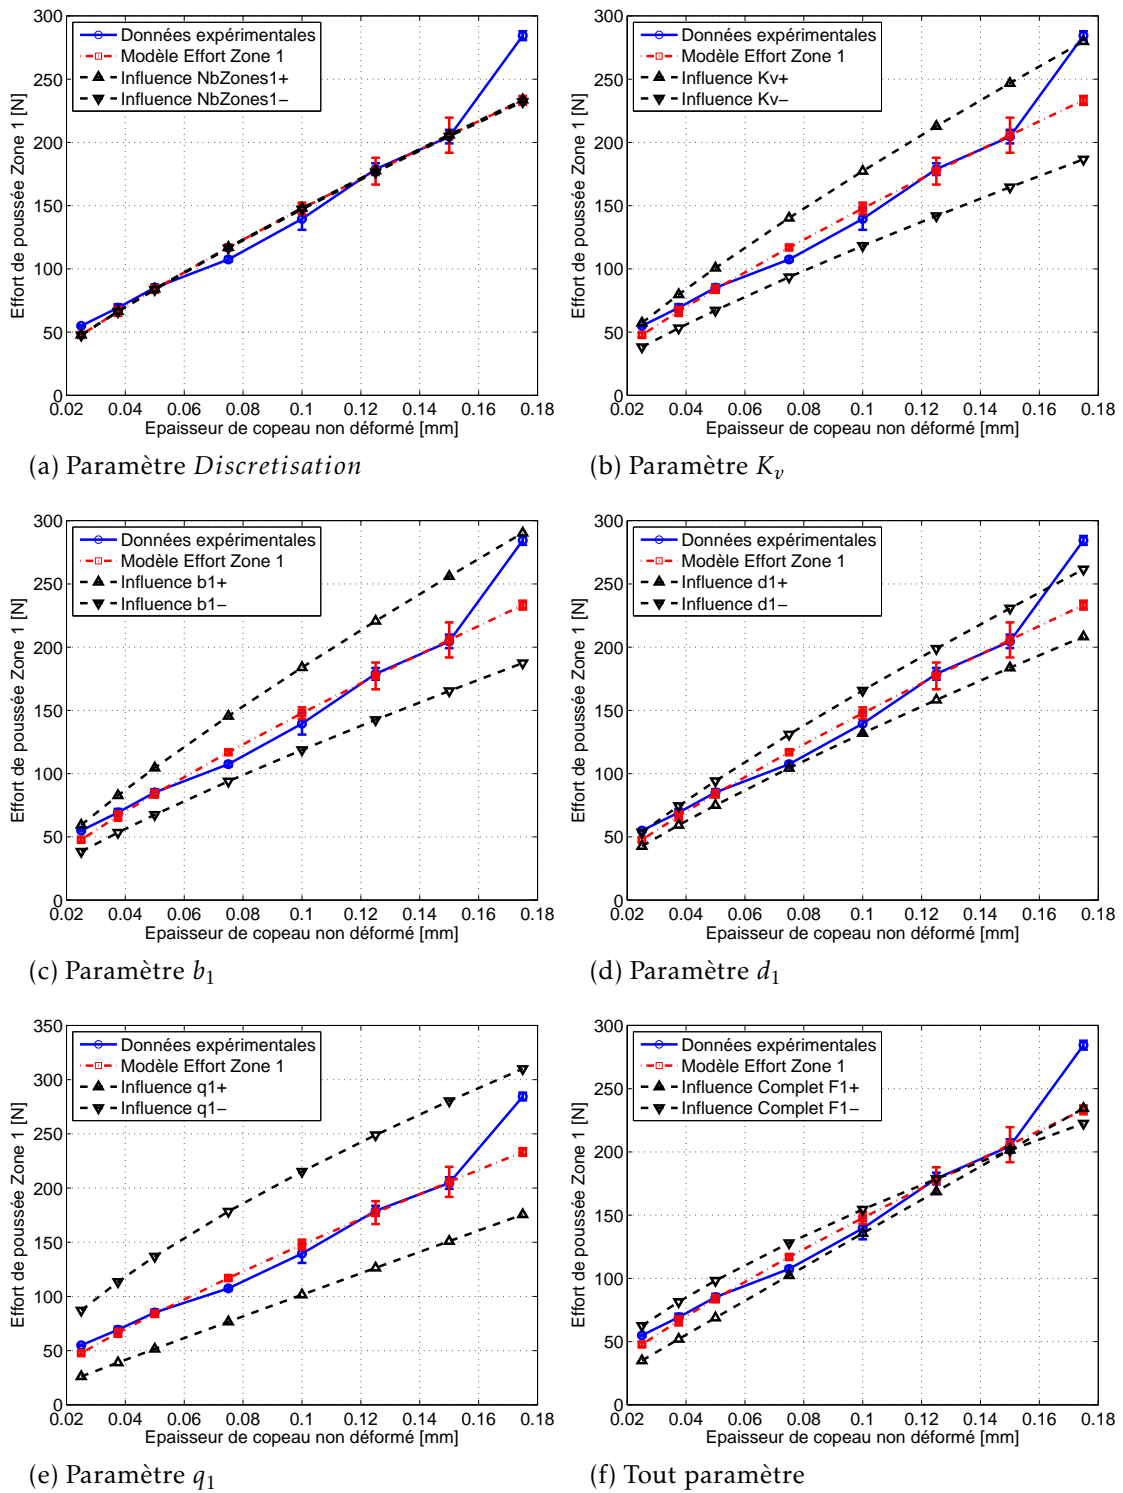 300
250
200
150
100
50
0
Effort de poussée Zone 1 [N]
Données expérimentales
Modèle Effort Zone 1
Influence NbZones1+
Influence NbZones1−
0.02 0.04 0.06 0.08 0.1 0.12 0.14 0.16 0.18
Epaisseur de copeau non déformé [mm]
(a) Paramètre Discretisation
300
250
200
150
100
50
0
Effort de poussée Zone 1 [N]
Données expérimentales
Modèle Effort Zone 1
Influence Kv+
Influence Kv−
0.02 0.04 0.06 0.08 0.1 0.12 0.14 0.16 0.18
Epaisseur de copeau non déformé [mm]
(b) Paramètre Kv
300
250
200
150
100
50
0
Effort de poussée Zone 1 [N]
Données expérimentales
Modèle Effort Zone 1
Influence b1+
Influence b1−
0.02 0.04 0.06 0.08 0.1 0.12 0.14 0.16 0.18
Epaisseur de copeau non déformé [mm]
(c) Paramètre b1
300
250
200
150
100
50
0
Effort de poussée Zone 1 [N]
Données expérimentales
Modèle Effort Zone 1
Influence d1+
Influence d1−
0.02 0.04 0.06 0.08 0.1 0.12 0.14 0.16 0.18
Epaisseur de copeau non déformé [mm]
(d) Paramètre d1
350
300
250
200
150
100
50
0
Effort de poussée Zone 1 [N]
Données expérimentales
Modèle Effort Zone 1
Influence q1+
Influence q1−
0.02 0.04 0.06 0.08 0.1 0.12 0.14 0.16 0.18
Epaisseur de copeau non déformé [mm]
(e) Paramètre q1
300
250
200
150
100
50
0
Effort de poussée Zone 1 [N]
Données expérimentales
Modèle Effort Zone 1
Influence Complet F1+
Influence Complet F1−
0.02 0.04 0.06 0.08 0.1 0.12 0.14 0.16 0.18
Epaisseur de copeau non déformé [mm]
(f) Tout paramètre